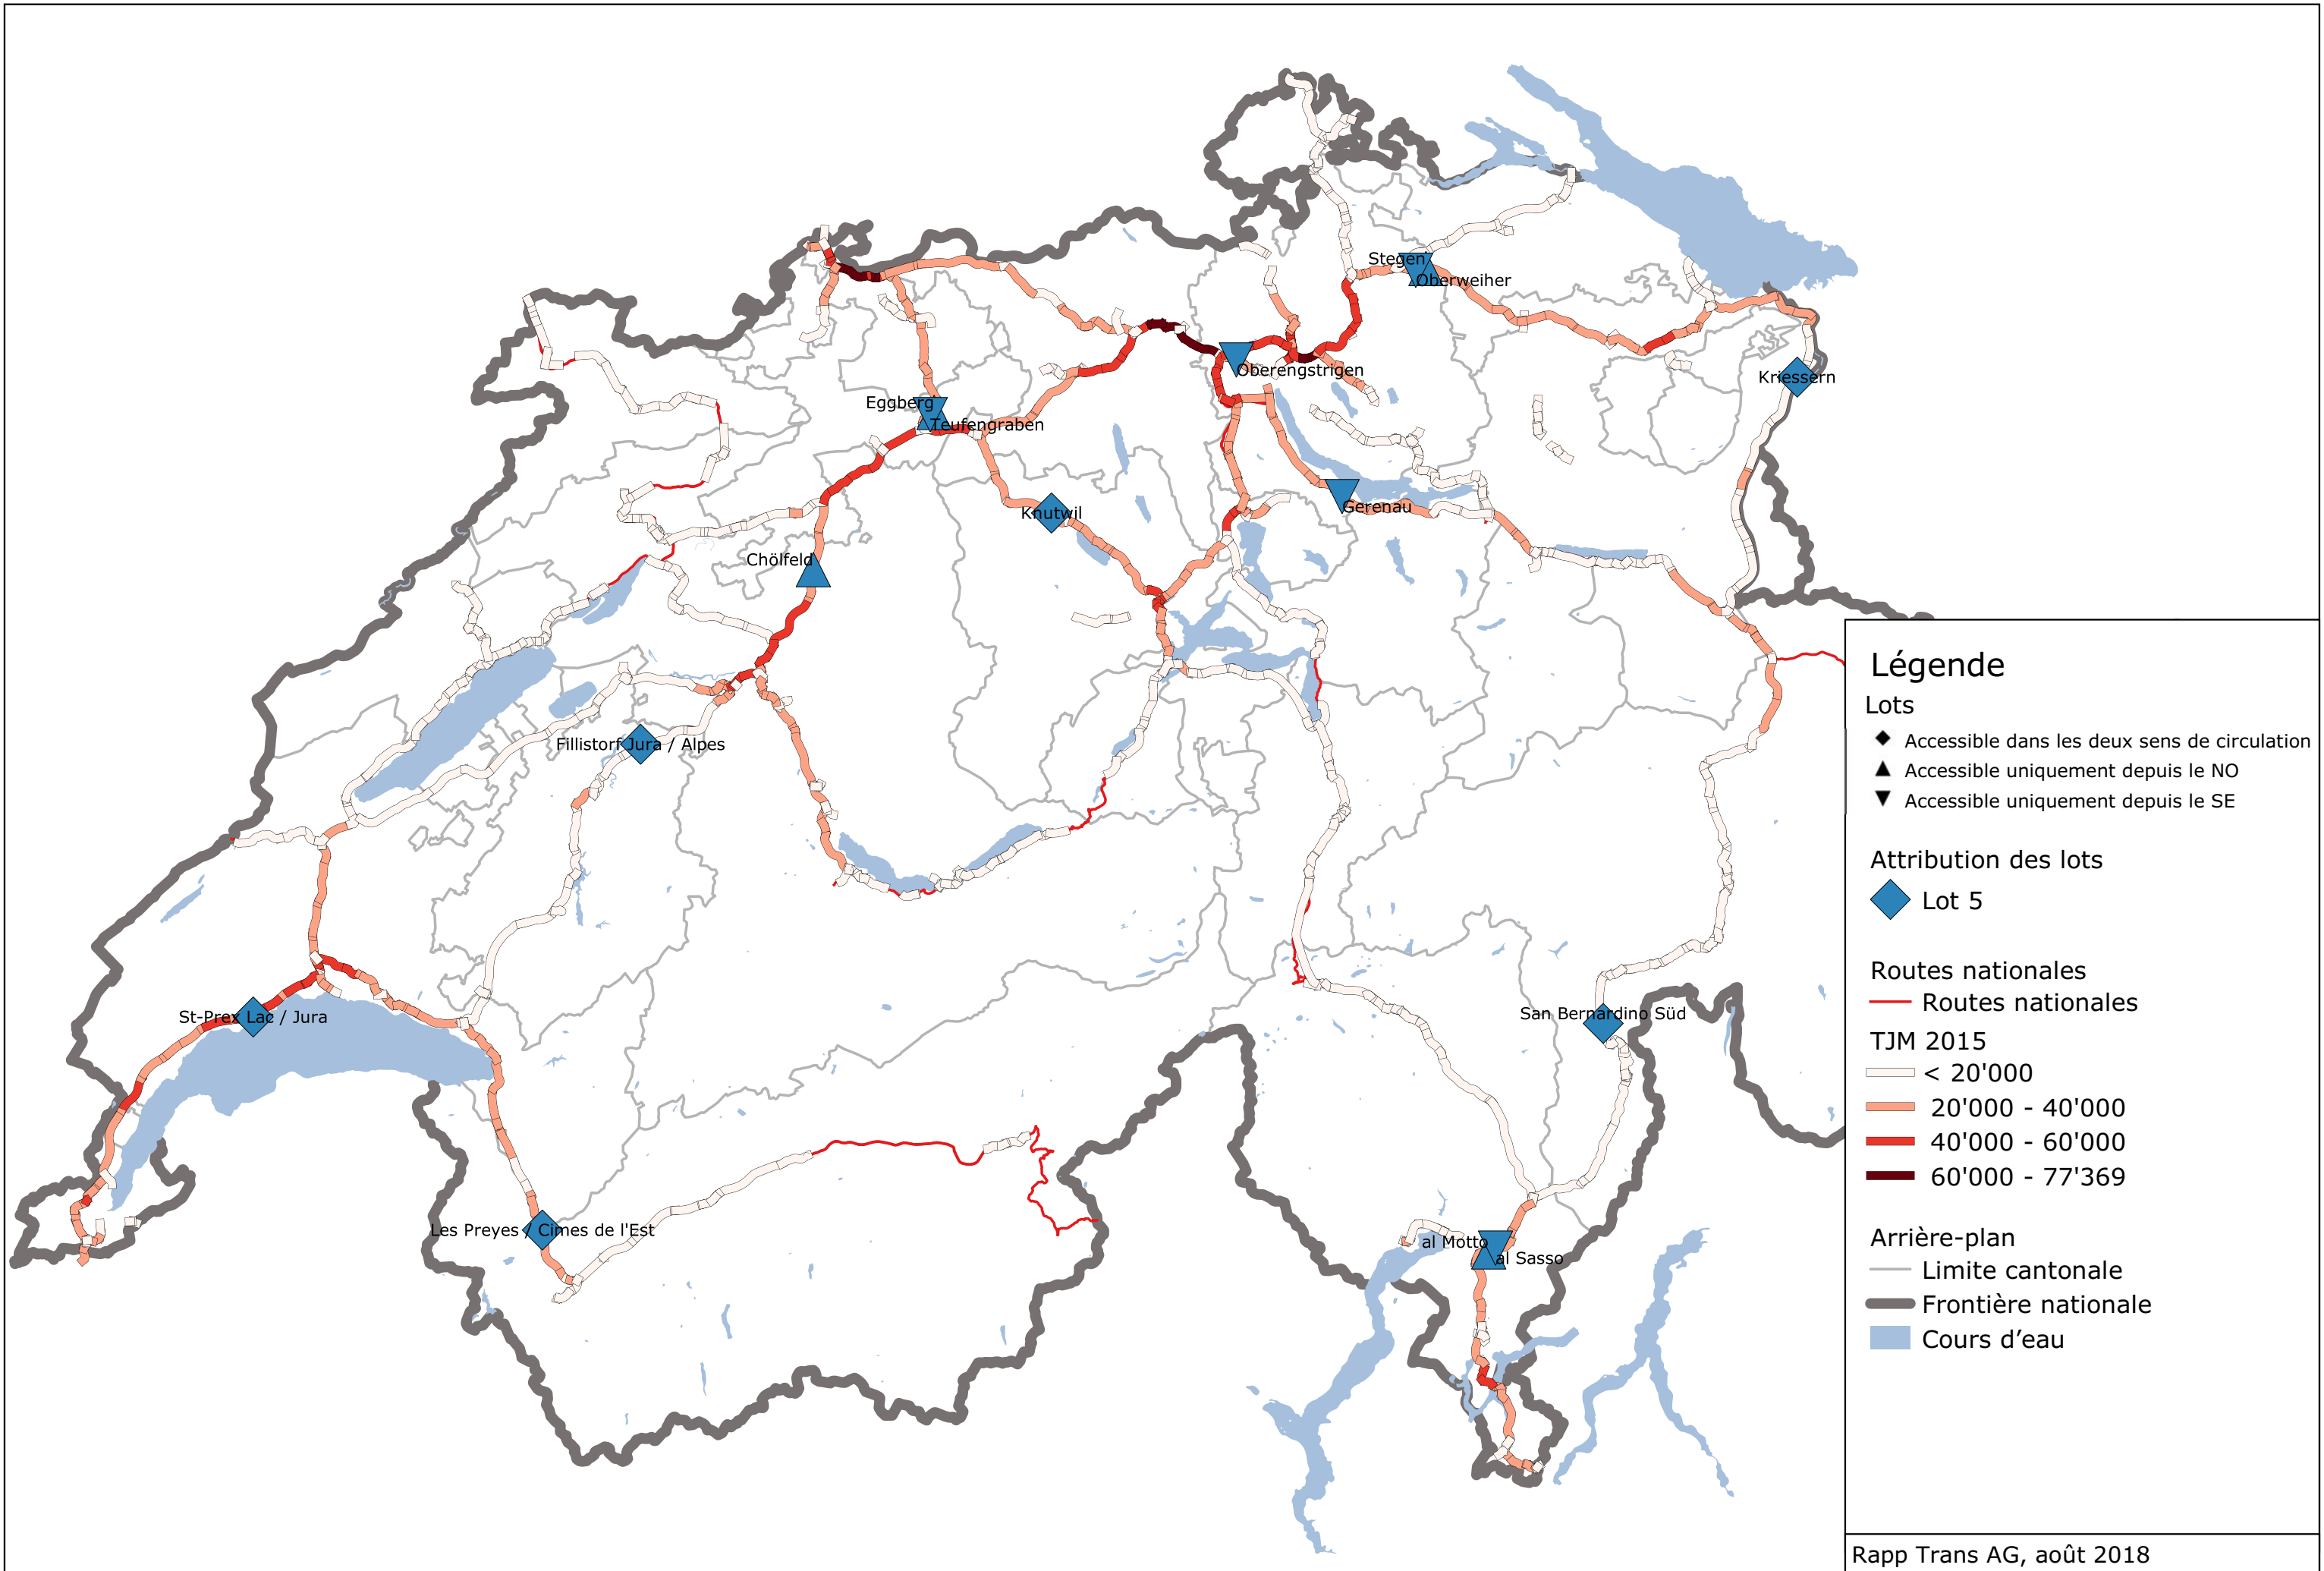 Stegen
Oberweiher
Oberengstrigen
Kriessern
Eggberg
Teufengraben
Gerenau
Knutwil
Chölfeld
Fillistorf Jura / Alpes
St-Prex Lac / Jura
San Bernardino Süd
Les Preyes / Cimes de l'Est
al Motto
al Sasso
Légende
Lots
Accessible dans les deux sens de circulation
Accessible uniquement depuis le NO
Accessible uniquement depuis le SE
Attribution des lots
Lot 5
Routes nationales
Routes nationales
TJM 2015
< 20'000
20'000 - 40'000
40'000 - 60'000
60'000 - 77'369
Arrière-plan
Limite cantonale
Frontière nationale
Cours d’eau
Rapp Trans AG, août 2018